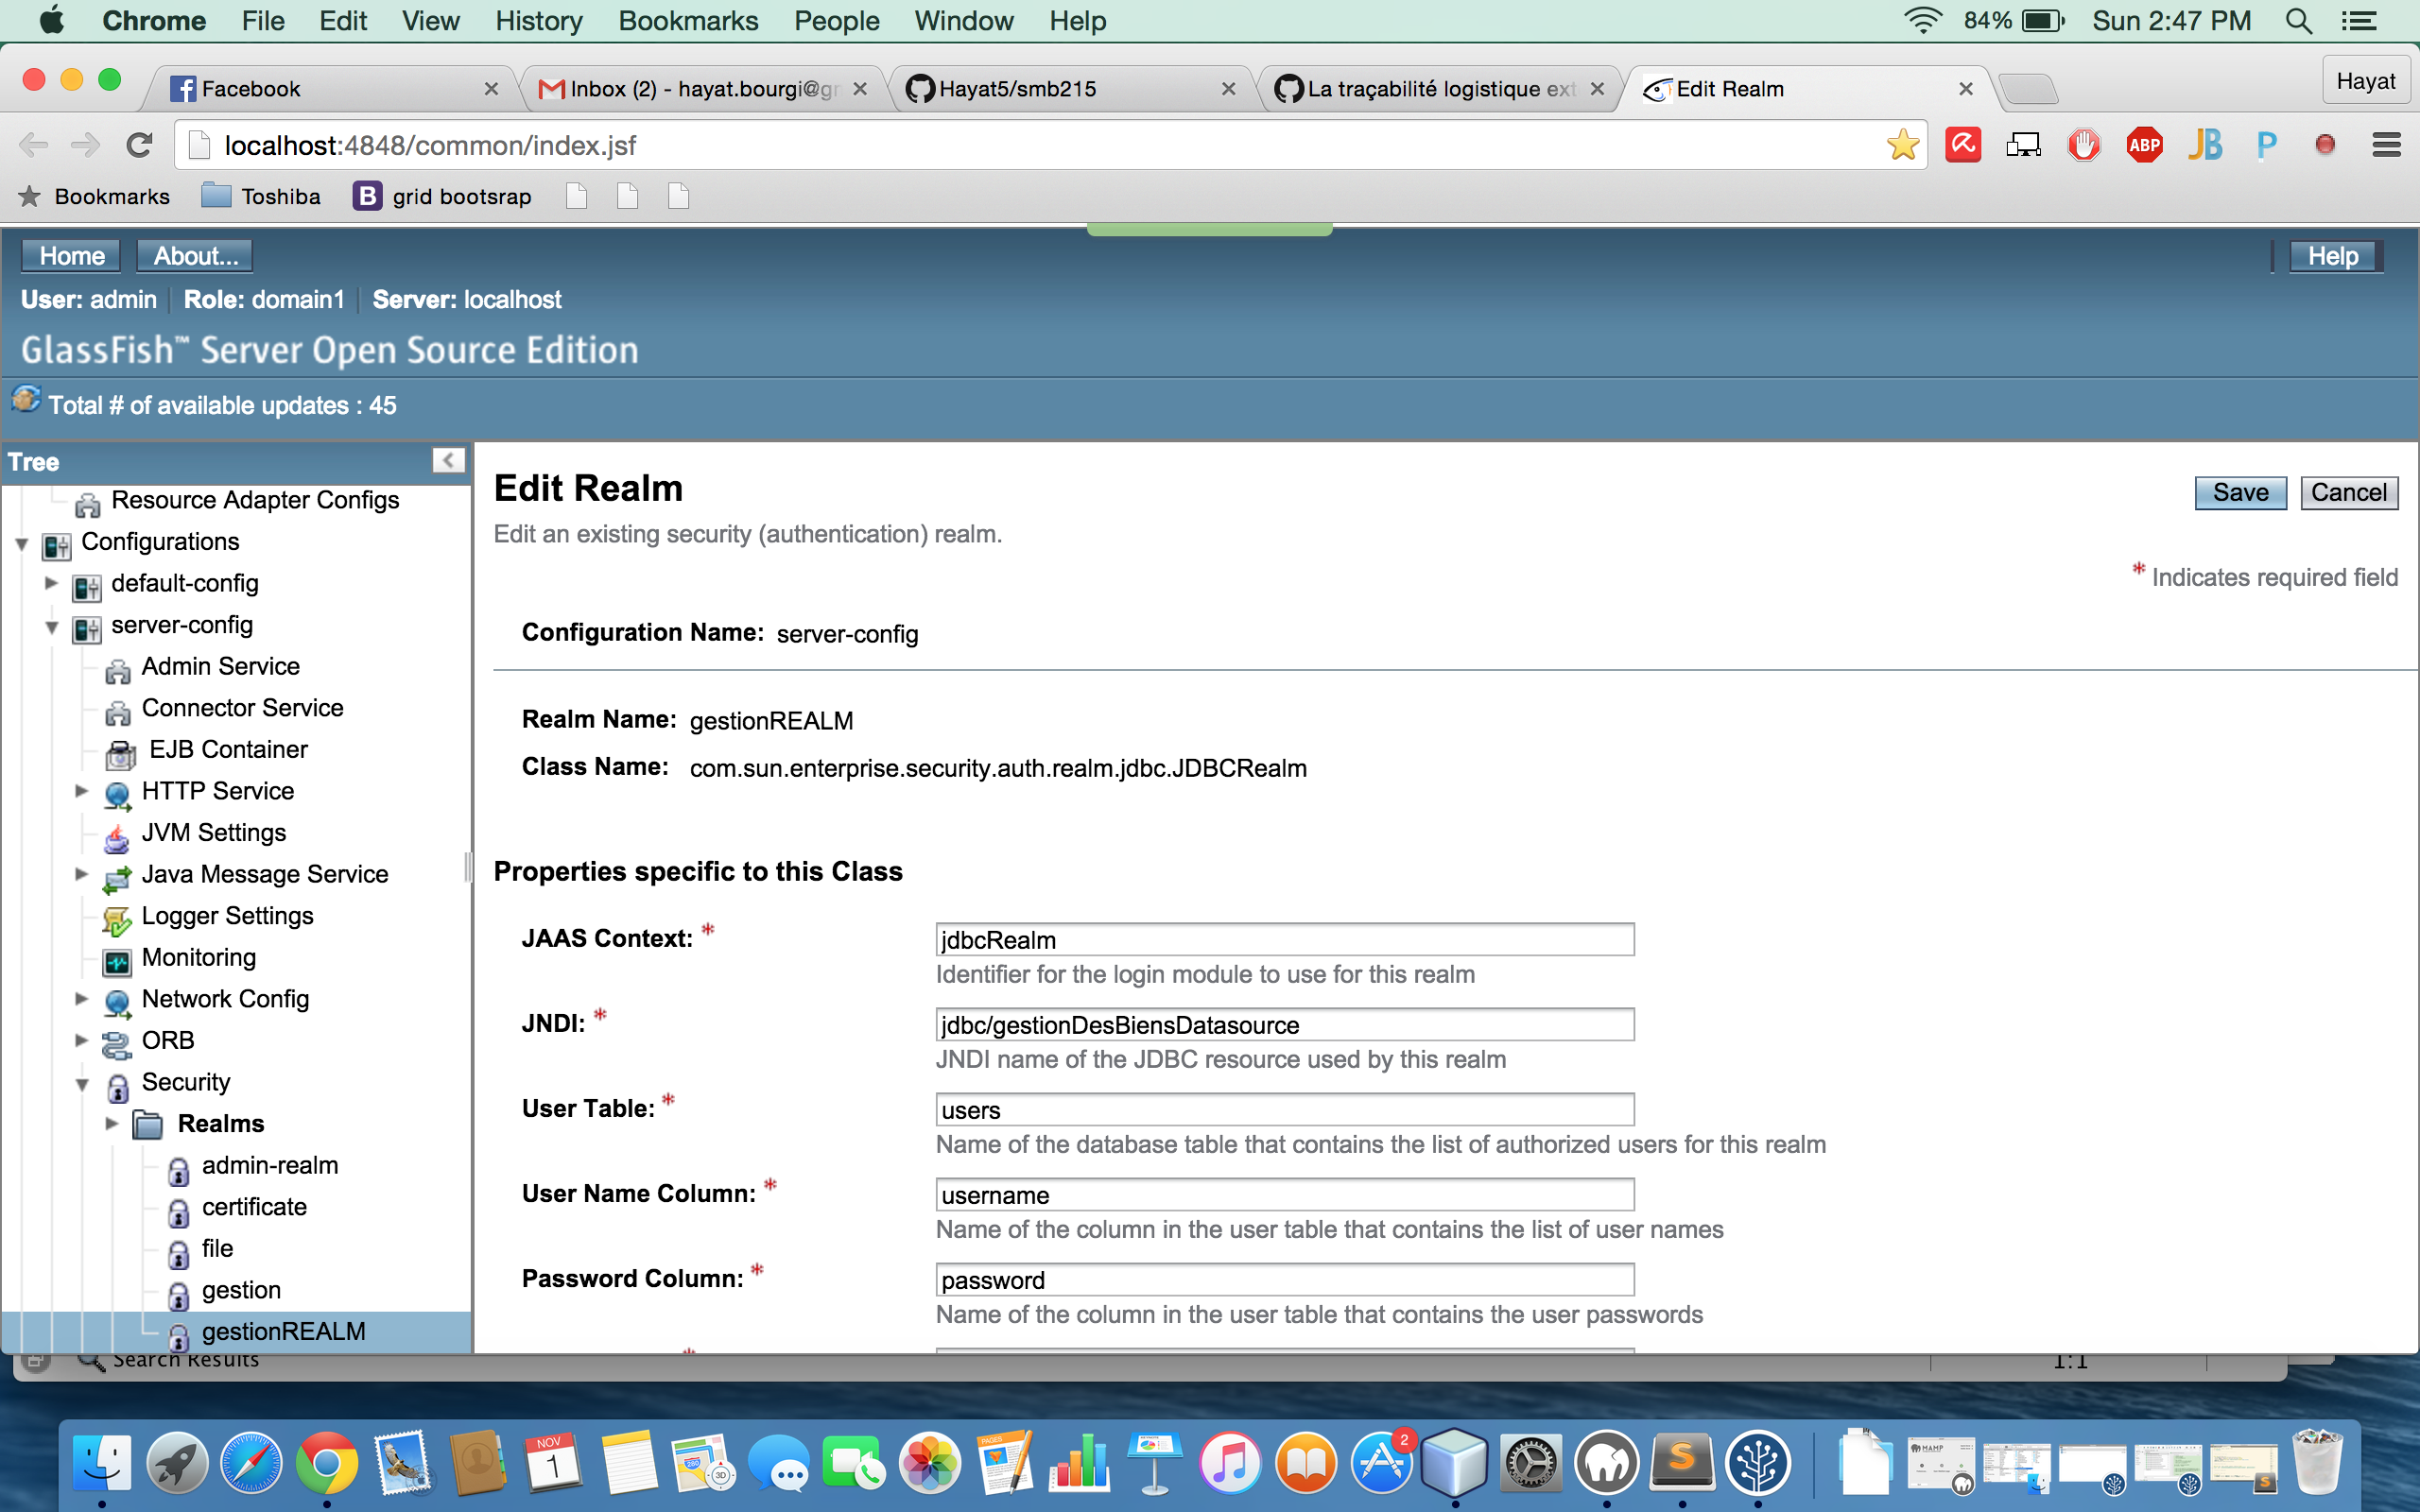 Chrome File Edit View History Bookmarks People Window Help 84% Sun 2:47 PM
Facebook Inbox (2) - hayat.bourgi@gr Hayat5/smb215 La traçabilité logistique ext Edit Realm Hayat
localhost:4848/common/index.jsf ABP JB P
Bookmarks Toshiba B grid bootsrap
Home About... Help
User: admin Role: domain1 Server: localhost
GlassFish™ Server Open Source Edition
Total # of available updates : 45
Tree
Resource Adapter Configs
Configurations
default-config
server-config
Admin Service
Connector Service
EJB Container
HTTP Service
JVM Settings
Java Message Service
Logger Settings
Monitoring
Network Config
ORB
Security
Realms
admin-realm
certificate
file
gestion
gestionREALM
Edit Realm
Save Cancel
Edit an existing security (authentication) realm.
* Indicates required field
Configuration Name: server-config
Realm Name: gestionREALM
Class Name: com.sun.enterprise.security.auth.realm.jdbc.JDBCRealm
Properties specific to this Class
JAAS Context: * jdbcRealm
Identifier for the login module to use for this realm
JNDI: * jdbc/gestionDesBiensDatasource
JNDI name of the JDBC resource used by this realm
User Table: * users
Name of the database table that contains the list of authorized users for this realm
User Name Column: * username
Name of the column in the user table that contains the list of user names
Password Column: * password
Name of the column in the user table that contains the user passwords
Search Results 1:1
NOV
1
280
3D
PAGES
2
S
MAMP